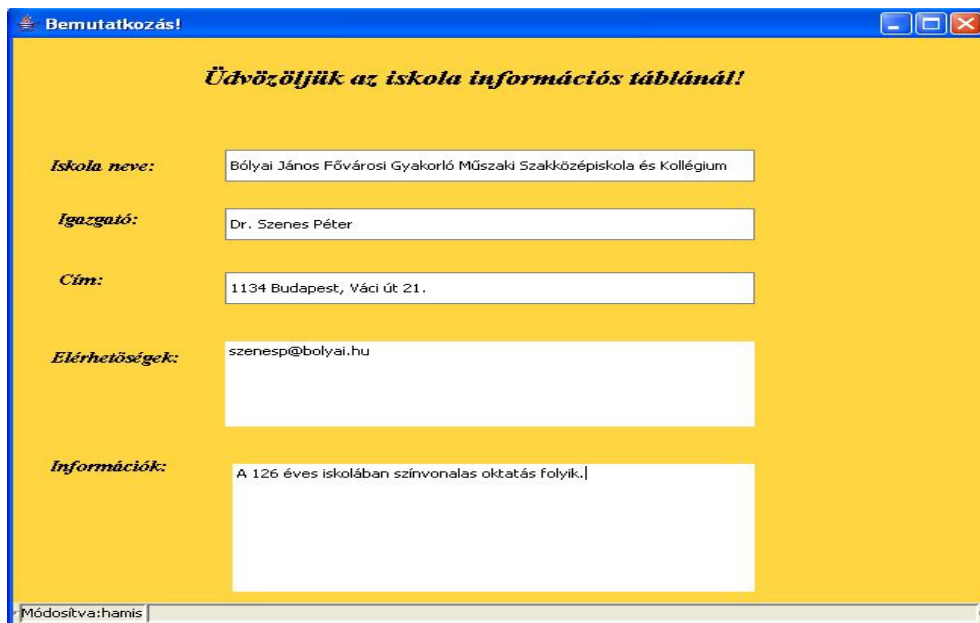 Bemutatkozás!
Üdvözöljük az iskola információs táblánál!
Iskola neve: Bólyai János Fővárosi Gyakorló Műszaki Szakközépiskola és Kollégium
Igazgató: Dr. Szenes Péter
Cím: 1134 Budapest, Váci út 21.
Elérhetőségek: szenesp@bolyai.hu
Információk: A 126 éves iskolában színvonalas oktatás folyik.
Módosítva:hamis